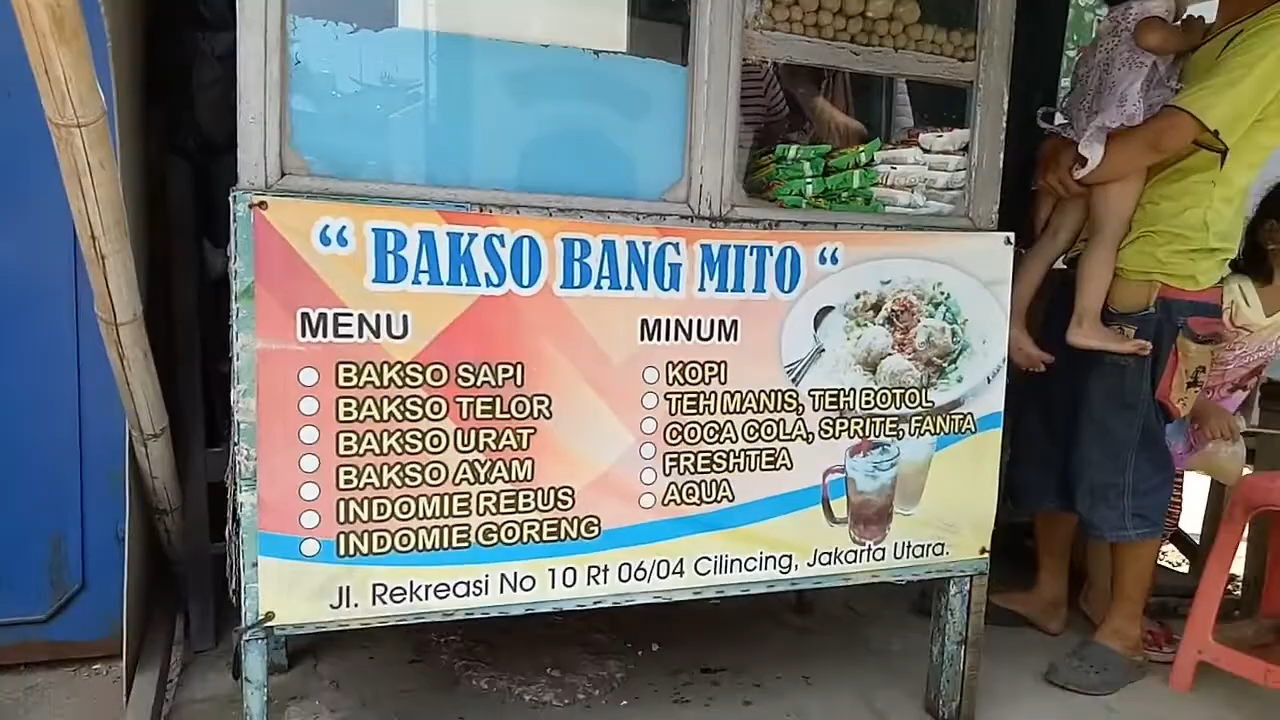 “ BAKSO BANG MITO “
MENU
BAKSO SAPI
BAKSO TELOR
BAKSO URAT
BAKSO AYAM
INDOMIE REBUS
INDOMIE GORENG
MINUM
KOPI
TEH MANIS, TEH BOTOL
COCA COLA, SPRITE, FANTA
FRESHTEA
AQUA
Jl. Rekreasi No 10 Rt 06/04 Cilincing, Jakarta Utara.